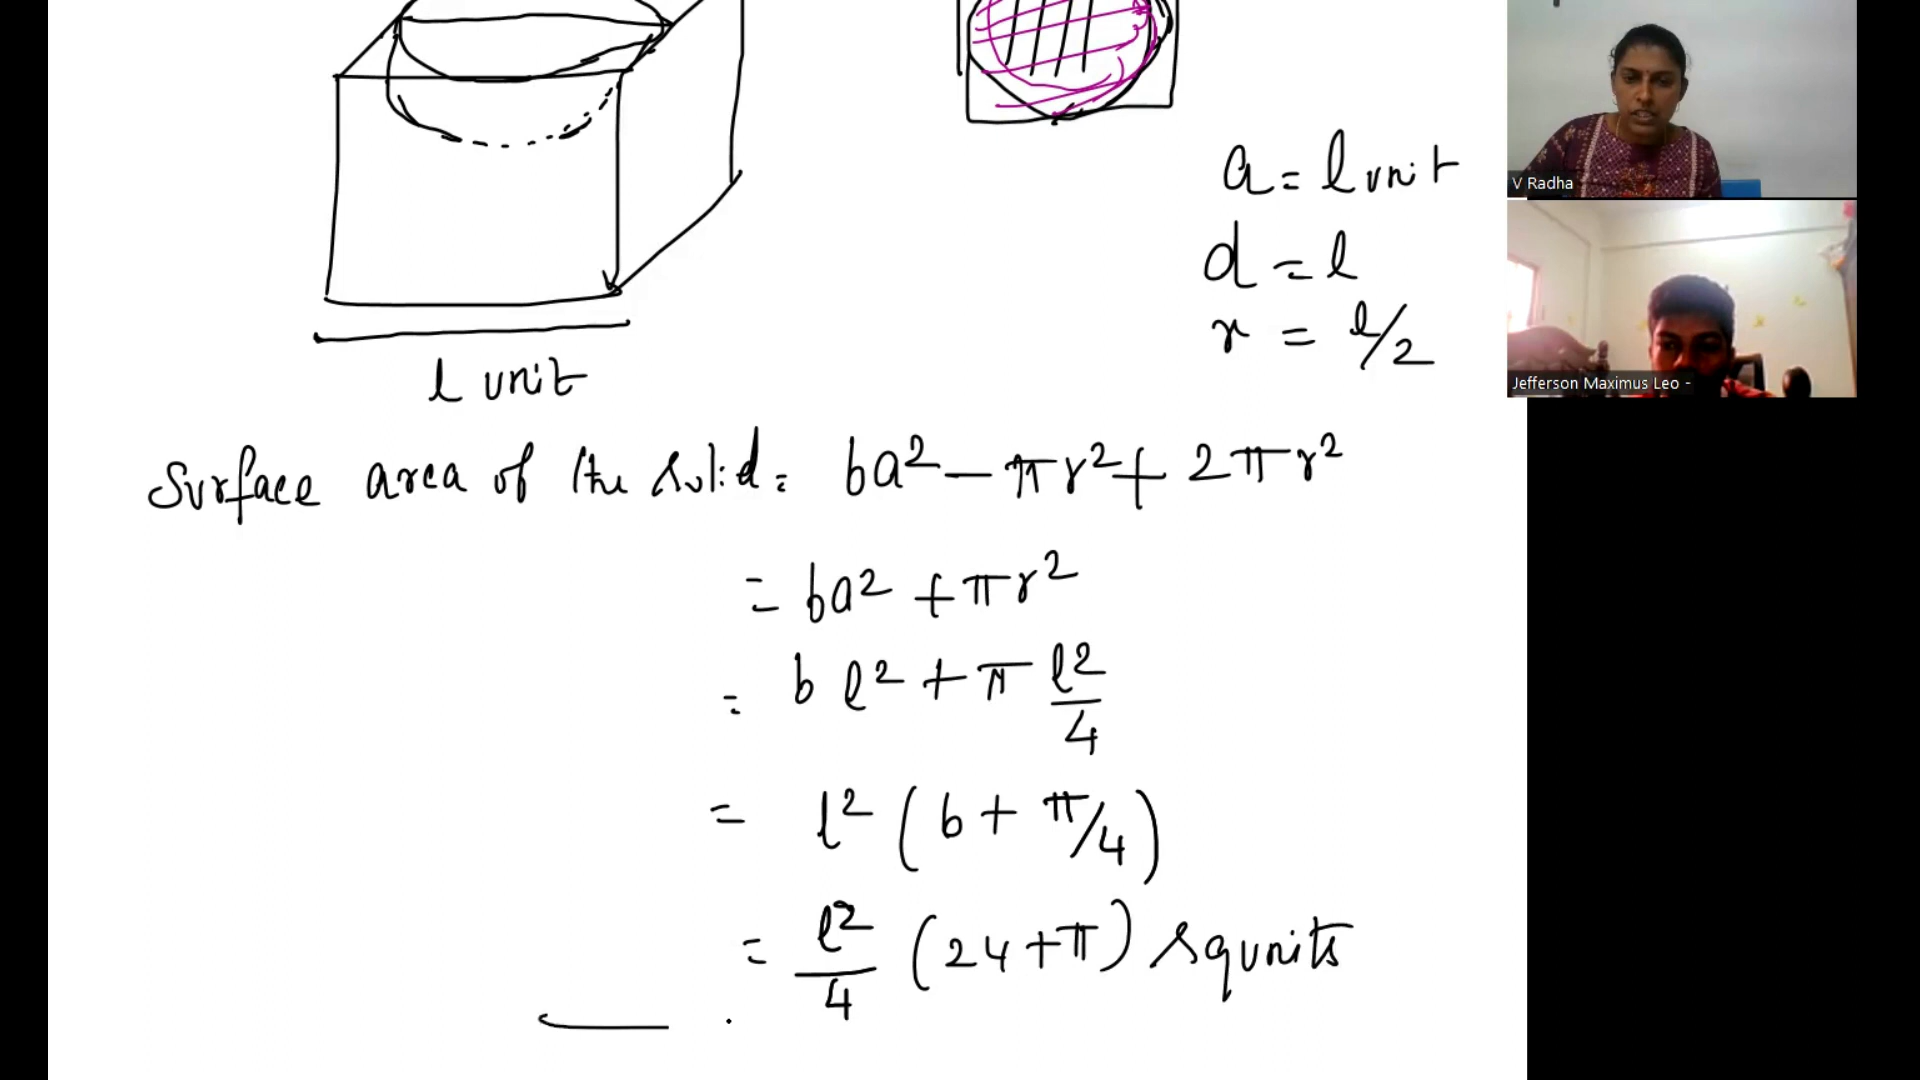 a = l unit
V Radha
d = l
r = l/2
Jefferson Maximus Leo -
l unit
Surface area of the solid = 6a² - πr² + 2πr²
= 6a² + πr²
= 6 l² + π l²/4
= l² (6 + π/4)
= l²/4 (24 + π) sq units